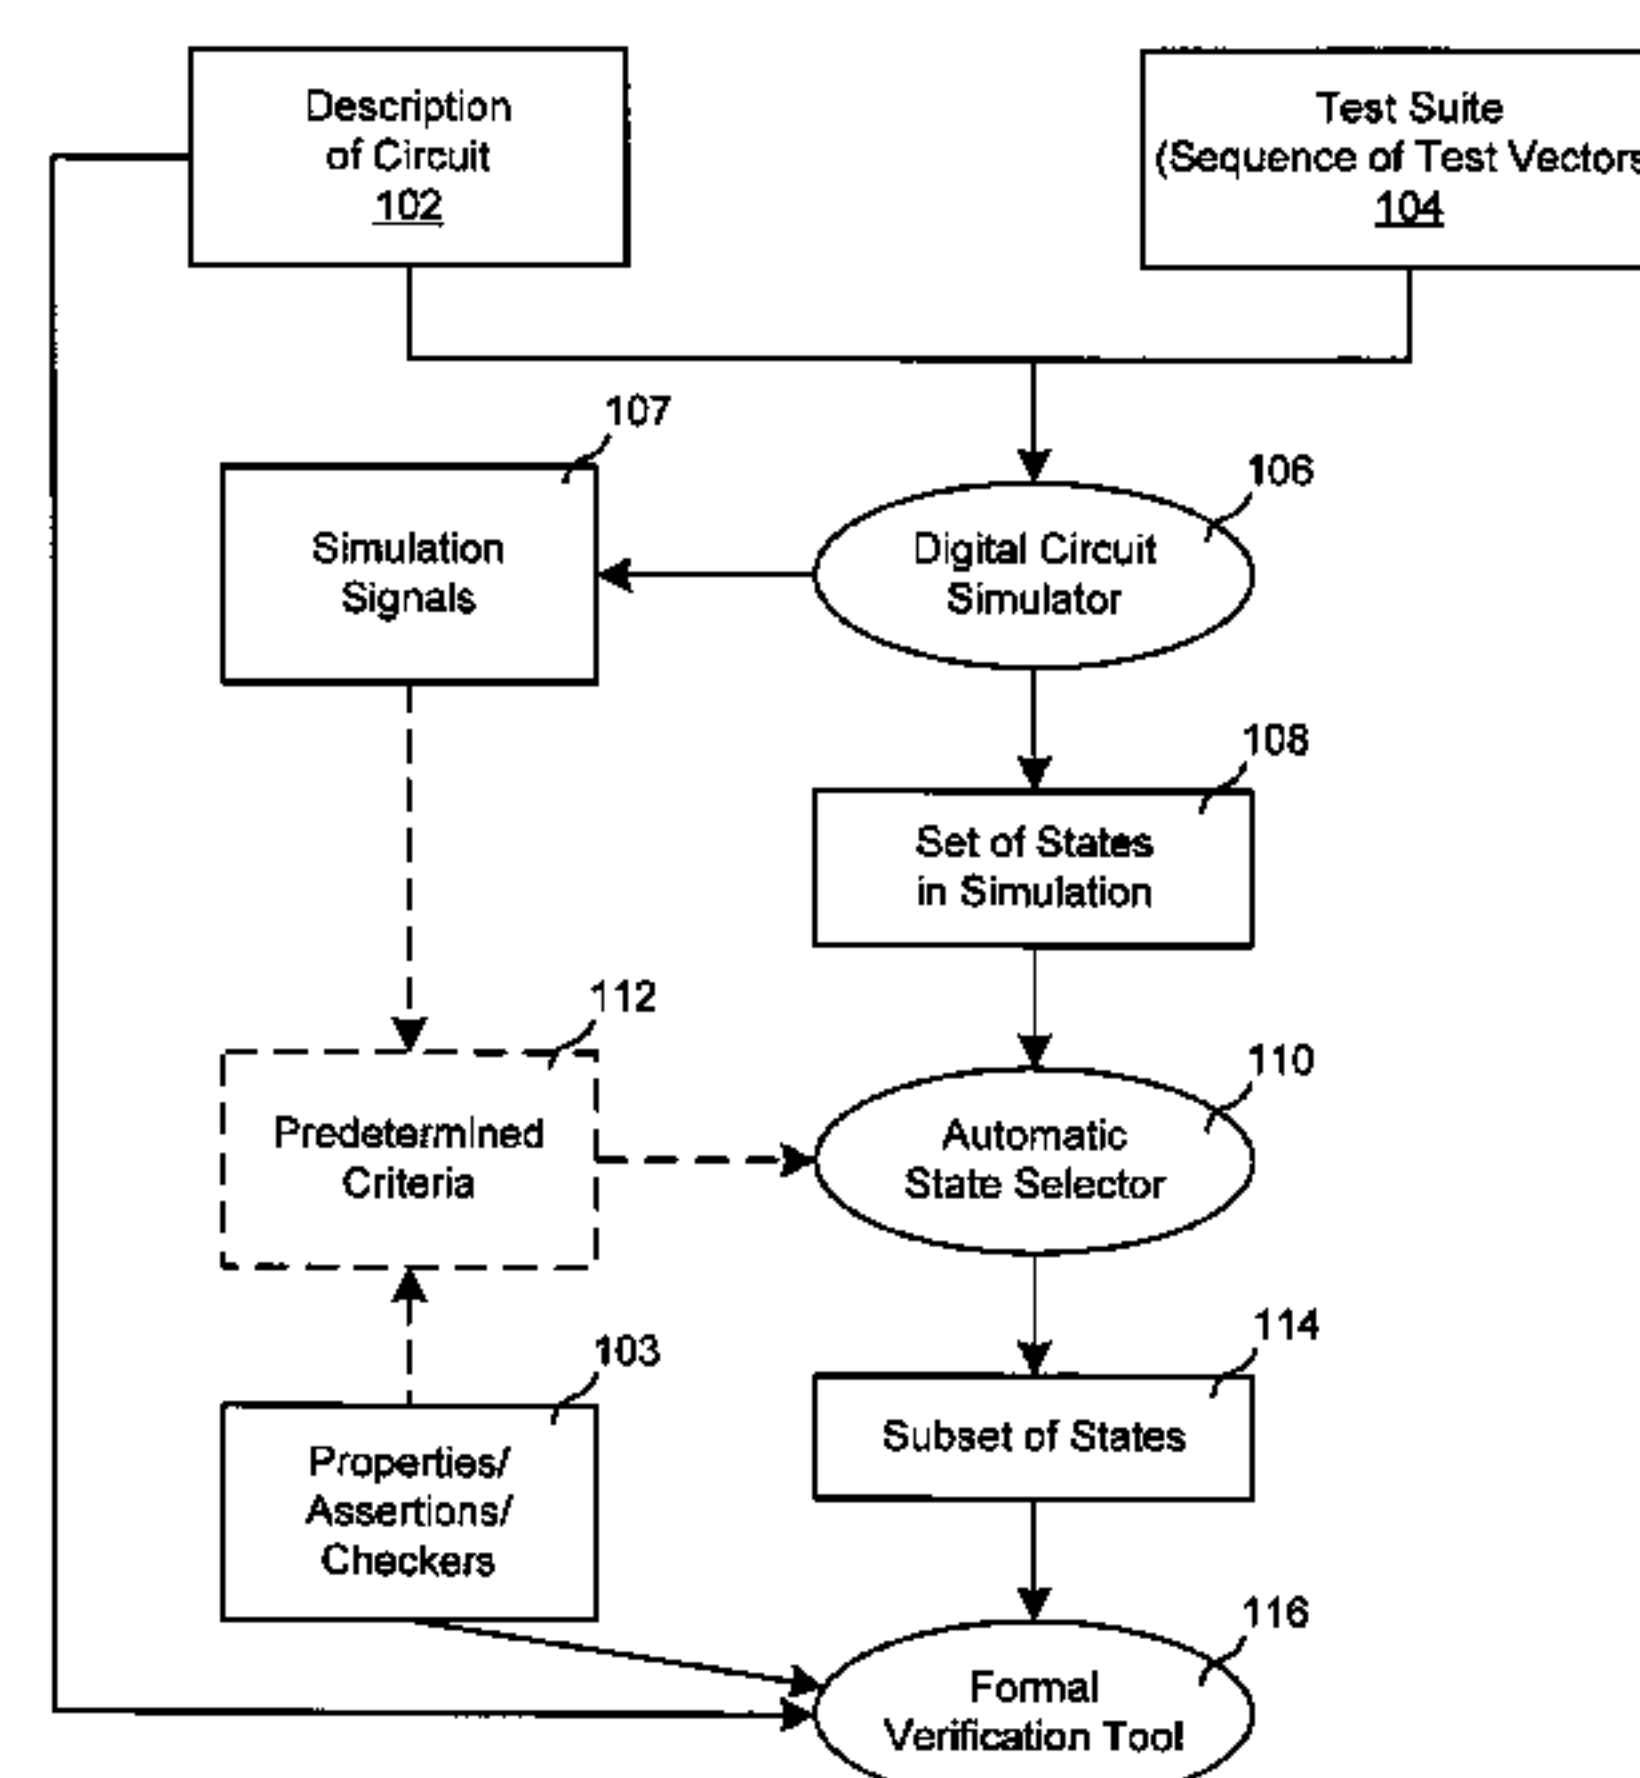 Description
of Circuit
102
Test Suite
(Sequence of Test Vectors
104
107
106
Simulation
Signals
Digital Circuit
Simulator
108
Set of States
in Simulation
112
110
Predetermined
Criteria
Automatic
State Selector
103
114
Properties/
Assertions/
Checkers
Subset of States
116
Formal
Verification Tool